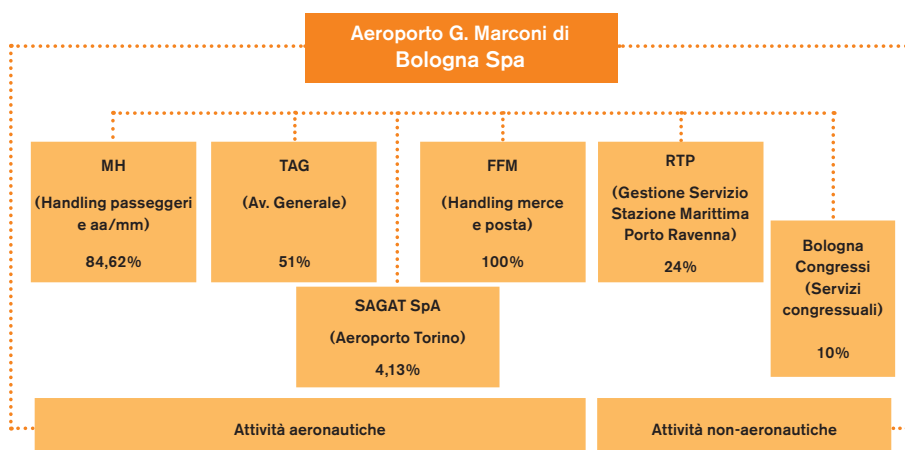 Aeroporto G. Marconi di
Bologna Spa
MH
(Handling passeggeri
e aa/mm)
84,62%
TAG
(Av. Generale)
51%
SAGAT SpA
(Aeroporto Torino)
4,13%
FFM
(Handling merce
e posta)
100%
RTP
(Gestione Servizio
Stazione Marittima
Porto Ravenna)
24%
Bologna
Congressi
(Servizi
congressuali)
10%
Attività aeronautiche
Attività non-aeronautiche